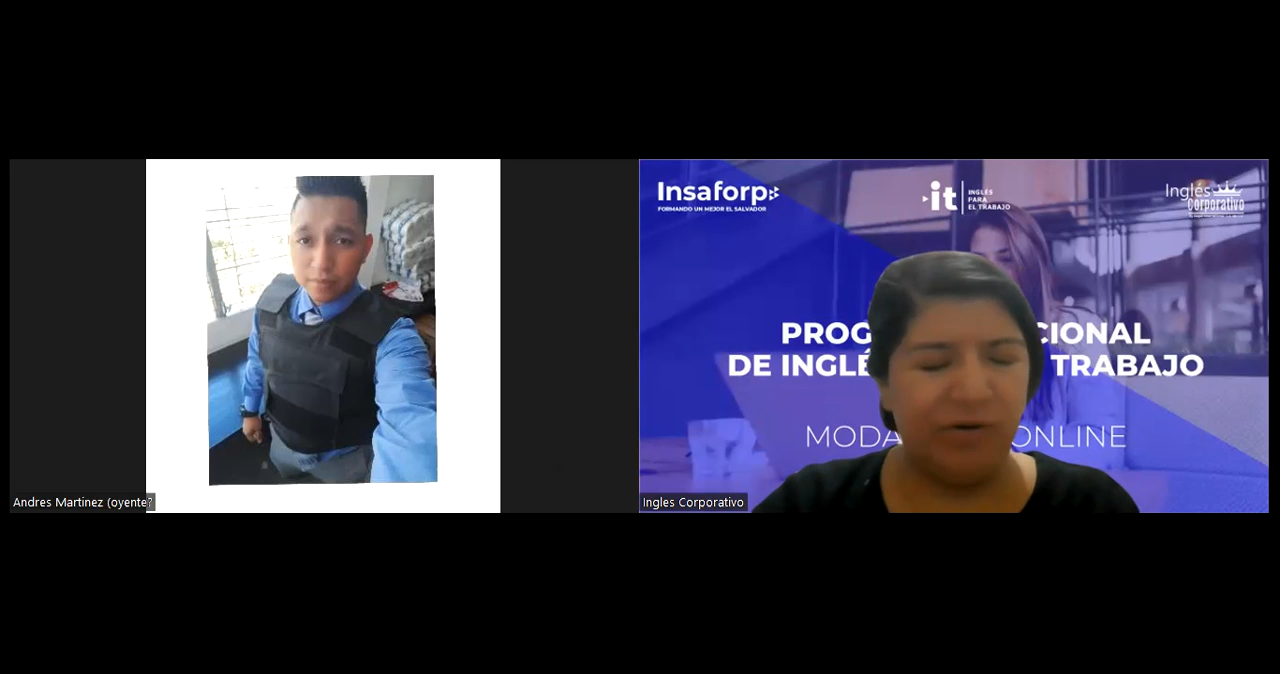 Andres Martinez (oyente?
Insaforp
FORMANDO UN MEJOR EL SALVADOR
it
INGLÉS
PARA
EL TRABAJO
Inglés
Corporativo
PROG CIONAL
DE INGLÉ TRABAJO
MODA ONLINE
Ingles Corporativo